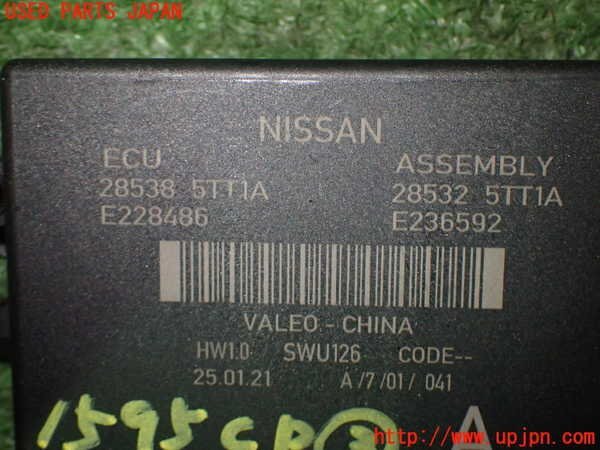 USED PARTS JAPAN
NISSAN
ECU ASSEMBLY
28538 5TT1A 28532 5TT1A
E228486 E236592
VALEO - CHINA
HW1.0 SWU126 CODE--
25.01.21 A/7/01/041
1595CD② A
http://www.upjpn.com/